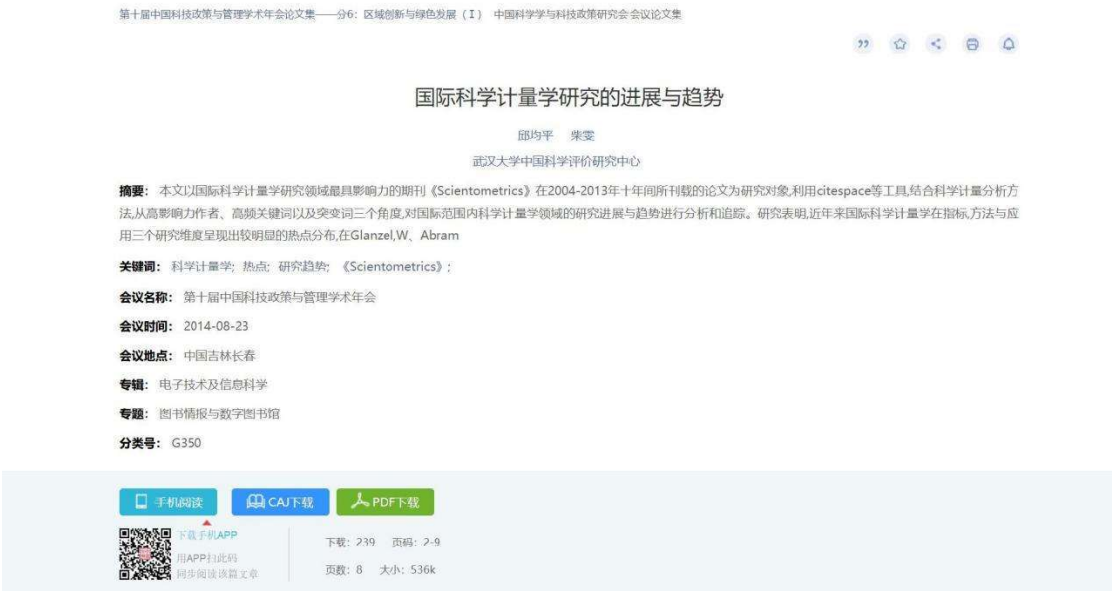 第十届中国科技政策与管理学术年会论文集——分6：区域创新与绿色发展（I） 中国科学学与科技政策研究会会议论文集
国际科学计量学研究的进展与趋势
邱均平 柴雯
武汉大学中国科学评价研究中心
摘要： 本文以国际科学计量学研究领域最具影响力的期刊《Scientometrics》在2004-2013年十年间所刊载的论文为研究对象,利用citespace等工具,结合科学计量分析方
法,从高影响力作者、高频关键词以及突变词三个角度,对国际范围内科学计量学领域的研究进展与趋势进行分析和追踪。研究表明,近年来国际科学计量学在指标,方法与应
用三个研究维度呈现出较明显的热点分布,在Glanzel,W、Abram
关键词： 科学计量学; 热点; 研究趋势; 《Scientometrics》;
会议名称： 第十届中国科技政策与管理学术年会
会议时间： 2014-08-23
会议地点： 中国吉林长春
专辑： 电子技术及信息科学
专题： 图书情报与数字图书馆
分类号： G350
手机阅读 CAJ下载 PDF下载
下载手机APP
用APP扫此码
同步阅读该篇文章
下载：239 页码：2-9
页数：8 大小：536k